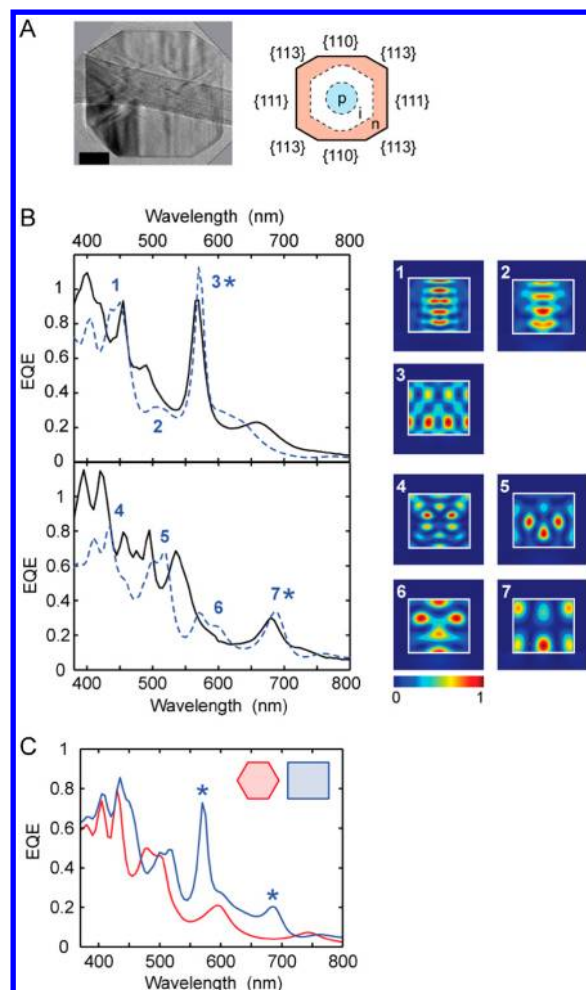 A
{113} {110} {113}
{111} p i n {111}
{113} {110} {113}
B
Wavelength (nm)
400 500 600 700 800
EQE
1
0.8
0.6
0.4
0.2
0
1 2 3*
1 2
3
EQE
1
0.8
0.6
0.4
0.2
0
4 5 6 7*
400 500 600 700 800
Wavelength (nm)
4 5
6 7
0 1
C
EQE
1
0.8
0.6
0.4
0.2
0
* *
400 500 600 700 800
Wavelength (nm)